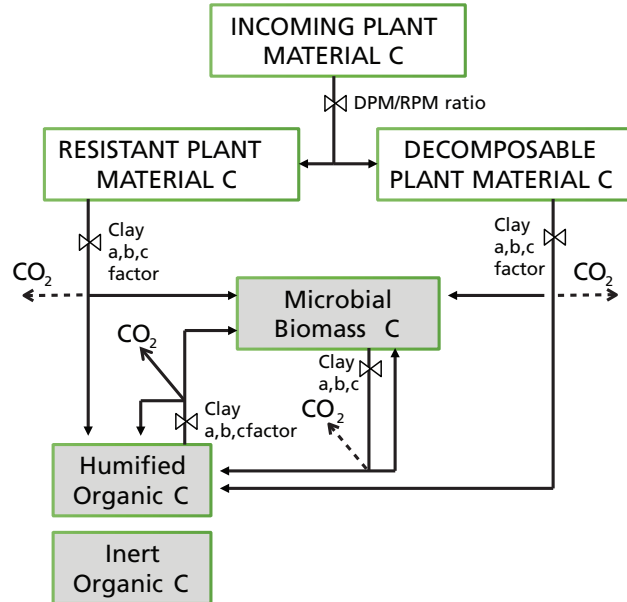 INCOMING PLANT
MATERIAL C
DPM/RPM ratio
RESISTANT PLANT
MATERIAL C
DECOMPOSABLE
PLANT MATERIAL C
Clay
a,b,c
factor
Clay
a,b,c
factor
CO₂
CO₂
Microbial
Biomass C
CO₂
Clay
a,b,c
CO₂
Clay
a,b,cfactor
Humified
Organic C
Inert
Organic C